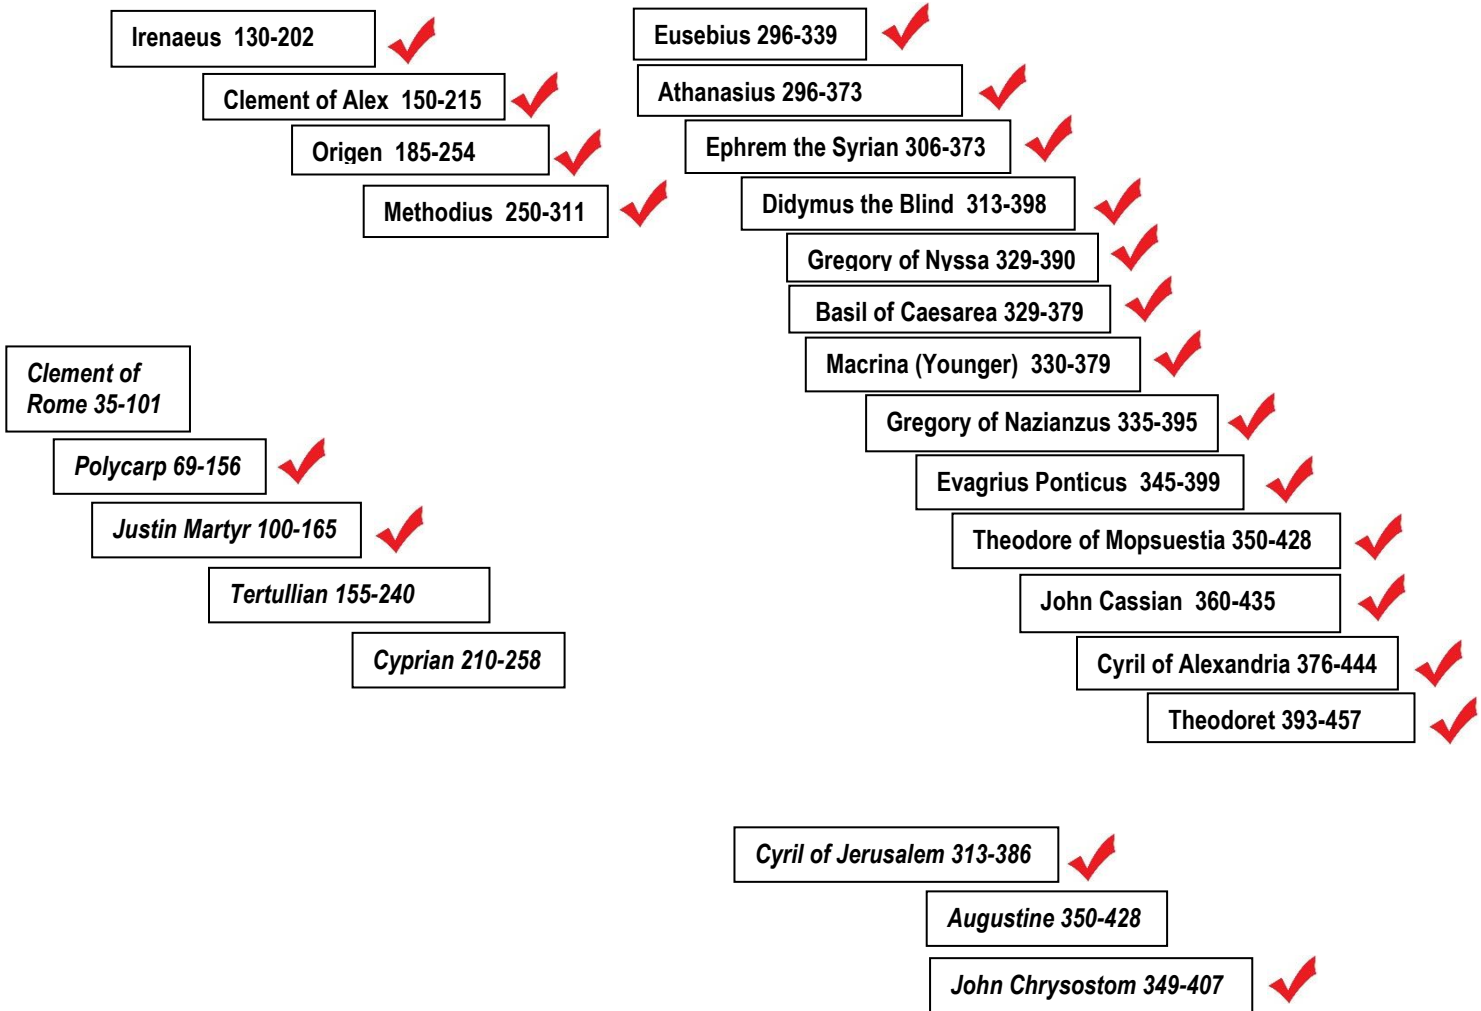 Irenaeus  130-202
Clement of Alex  150-215
Origen  185-254
Methodius  250-311
Eusebius 296-339
Athanasius 296-373
Ephrem the Syrian 306-373
Didymus the Blind  313-398
Gregory of Nyssa 329-390
Basil of Caesarea 329-379
Macrina (Younger)  330-379
Gregory of Nazianzus 335-395
Evagrius Ponticus  345-399
Theodore of Mopsuestia 350-428
John Cassian  360-435
Cyril of Alexandria 376-444
Theodoret 393-457
Clement of
Rome 35-101
Polycarp 69-156
Justin Martyr 100-165
Tertullian 155-240
Cyprian 210-258
Cyril of Jerusalem 313-386
Augustine 350-428
John Chrysostom 349-407